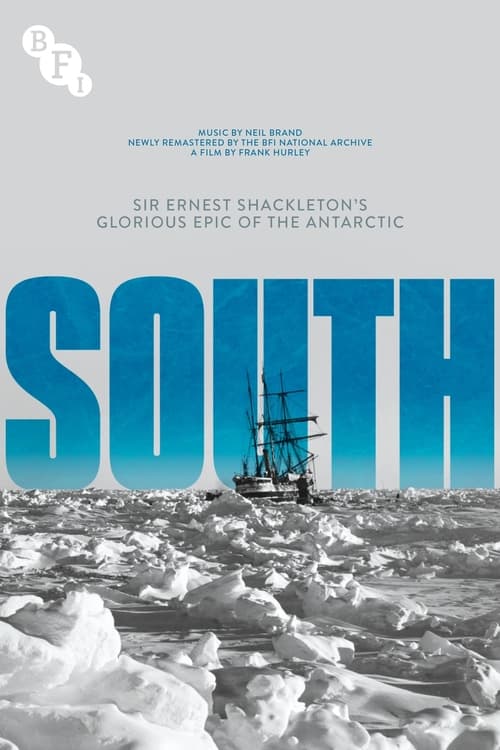 BFI
MUSIC BY NEIL BRAND
NEWLY REMASTERED BY THE BFI NATIONAL ARCHIVE
A FILM BY FRANK HURLEY
SIR ERNEST SHACKLETON'S
GLORIOUS EPIC OF THE ANTARCTIC
SOUTH